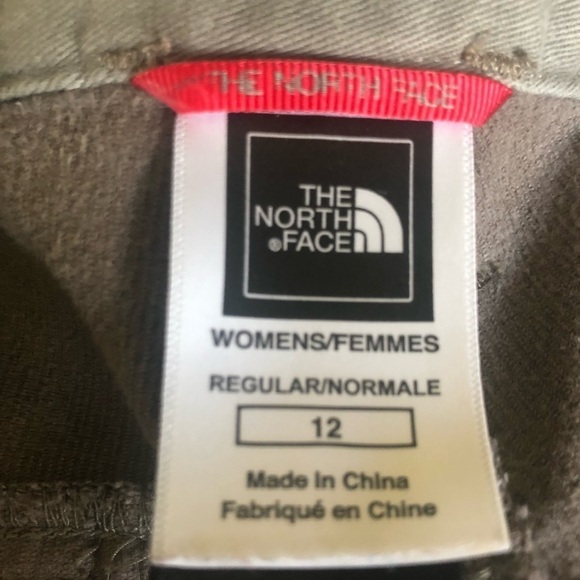 THE NORTH FACE
THE
NORTH
®FACE
WOMENS/FEMMES
REGULAR/NORMALE
12
Made in China
Fabriqué en Chine